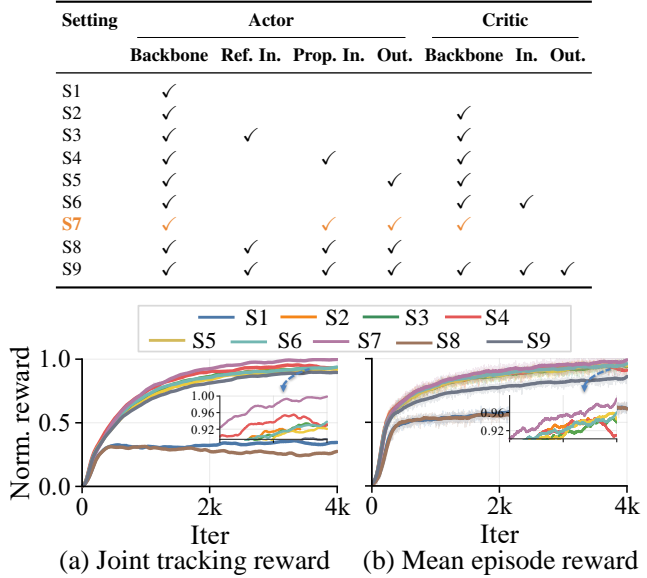 Setting Actor Critic
Backbone Ref. In. Prop. In. Out. Backbone In. Out.
S1 ✓
S2 ✓ ✓
S3 ✓ ✓ ✓
S4 ✓ ✓ ✓
S5 ✓ ✓ ✓
S6 ✓ ✓ ✓
S7 ✓ ✓ ✓ ✓
S8 ✓ ✓ ✓ ✓
S9 ✓ ✓ ✓ ✓ ✓ ✓ ✓
S1 S2 S3 S4
S5 S6 S7 S8 S9
Norm. reward
1.0
0.5
0.0
1.00
0.96
0.92
0 2k 4k
Iter
(a) Joint tracking reward
0.96
0.92
0 2k 4k
Iter
(b) Mean episode reward